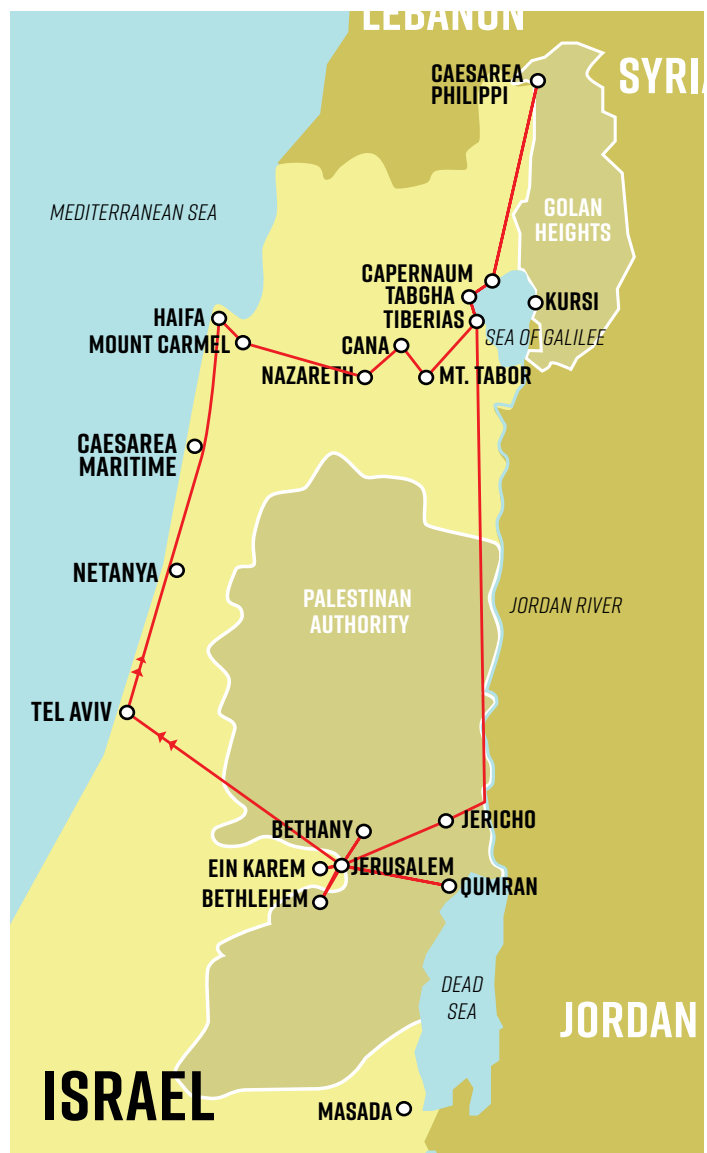 LEBANON
CAESAREA
PHILIPPI
SYRIA
MEDITERRANEAN SEA
GOLAN
HEIGHTS
CAPERNAUM
TABGHA
KURSI
HAIFA
TIBERIAS
SEA OF GALILEE
MOUNT CARMEL
CANA
NAZARETH
MT. TABOR
CAESAREA
MARITIME
NETANYA
PALESTINAN
AUTHORITY
JORDAN RIVER
TEL AVIV
BETHANY
JERICHO
EIN KAREM
JERUSALEM
BETHLEHEM
QUMRAN
DEAD
SEA
JORDAN
ISRAEL
MASADA